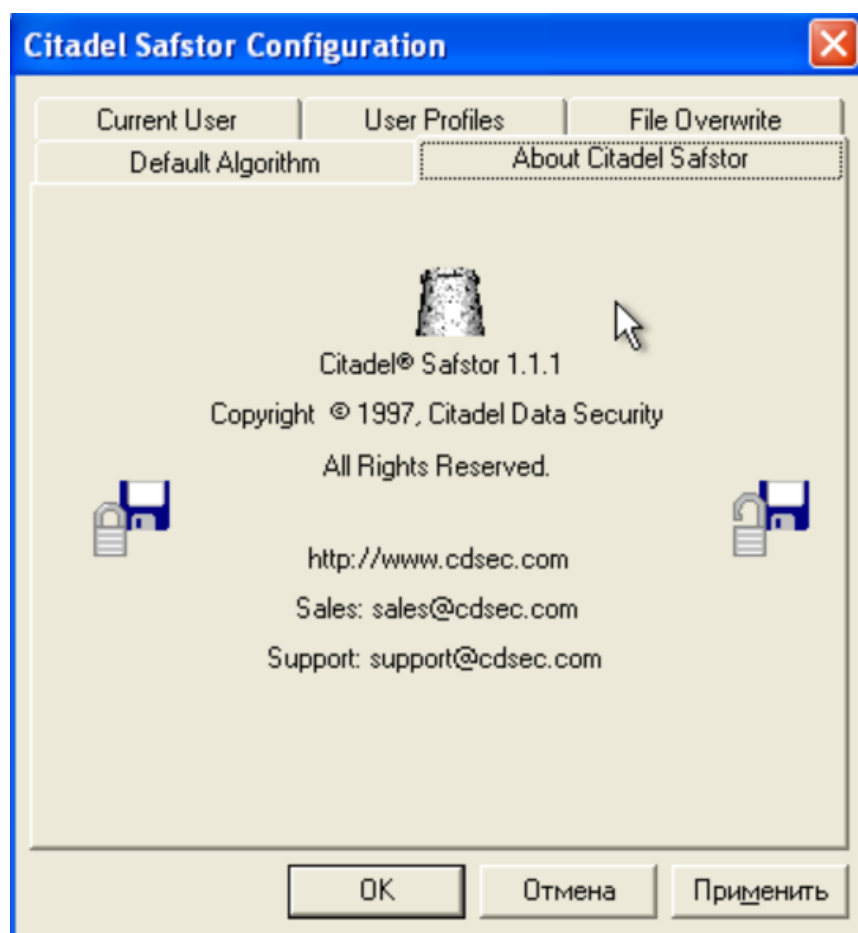 Citadel Safstor Configuration
Current User
User Profiles
File Overwrite
Default Algorithm
About Citadel Safstor
Citadel® Safstor 1.1.1
Copyright © 1997, Citadel Data Security
All Rights Reserved.
http://www.cdsec.com
Sales: sales@cdsec.com
Support: support@cdsec.com
OK
Отмена
Применить